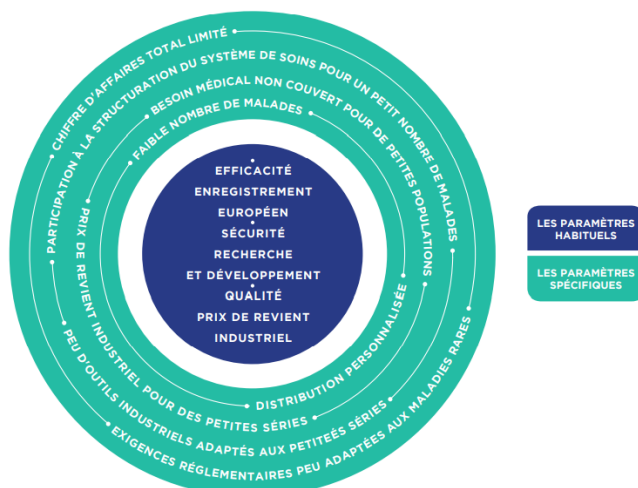 CHIFFRE D'AFFAIRES TOTAL LIMITÉ
PARTICIPATION À LA STRUCTURATION DU SYSTÈME DE SOINS POUR UN PETIT NOMBRE DE MALADES
BESOIN MÉDICAL NON COUVERT POUR DE PETITES POPULATIONS
FAIBLE NOMBRE DE MALADES
EFFICACITÉ
ENREGISTREMENT
EUROPÉEN
SÉCURITÉ
RECHERCHE
ET DÉVELOPPEMENT
QUALITÉ
PRIX DE REVIENT
INDUSTRIEL
DISTRIBUTION PERSONNALISÉE
PRIX DE REVIENT INDUSTRIEL POUR DES PETITES SÉRIES
PEU D'OUTILS INDUSTRIELS ADAPTÉS AUX PETITEÉS SÉRIES
EXIGENCES RÉGLEMENTAIRES PEU ADAPTÉES AUX MALADIES RARES
LES PARAMÈTRES
HABITUELS
LES PARAMÈTRES
SPÉCIFIQUES